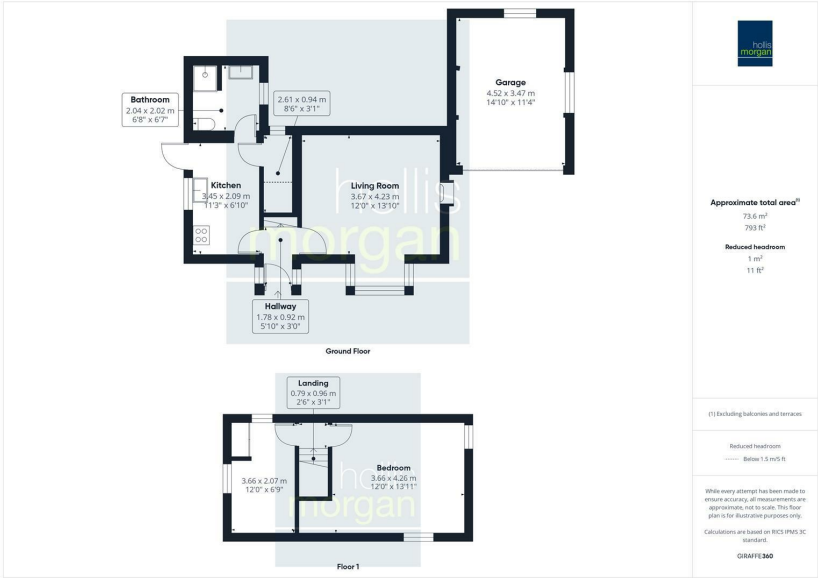 Bathroom
2.04 x 2.02 m
6'8" x 6'7"
2.61 x 0.94 m
8'6" x 3'1"
Garage
4.52 x 3.47 m
14'10" x 11'4"
Kitchen
3.45 x 2.09 m
11'3" x 6'10"
Living Room
3.67 x 4.23 m
12'0" x 13'10"
hollis
morgan
Hallway
1.78 x 0.92 m
5'10" x 3'0"
Ground Floor
Landing
0.79 x 0.96 m
2'6" x 3'1"
3.66 x 2.07 m
12'0" x 6'9"
Bedroom
3.66 x 4.26 m
12'0" x 13'11"
hollis
morgan
Floor 1
hollis
morgan
Approximate total area(1)
73.6 m²
793 ft²
Reduced headroom
1 m²
11 ft²
(1) Excluding balconies and terraces
Reduced headroom
Below 1.5 m/5 ft
While every attempt has been made to
ensure accuracy, all measurements are
approximate, not to scale. This floor
plan is for illustrative purposes only.
Calculations are based on RICS IPMS 3C
standard.
GIRAFFE360